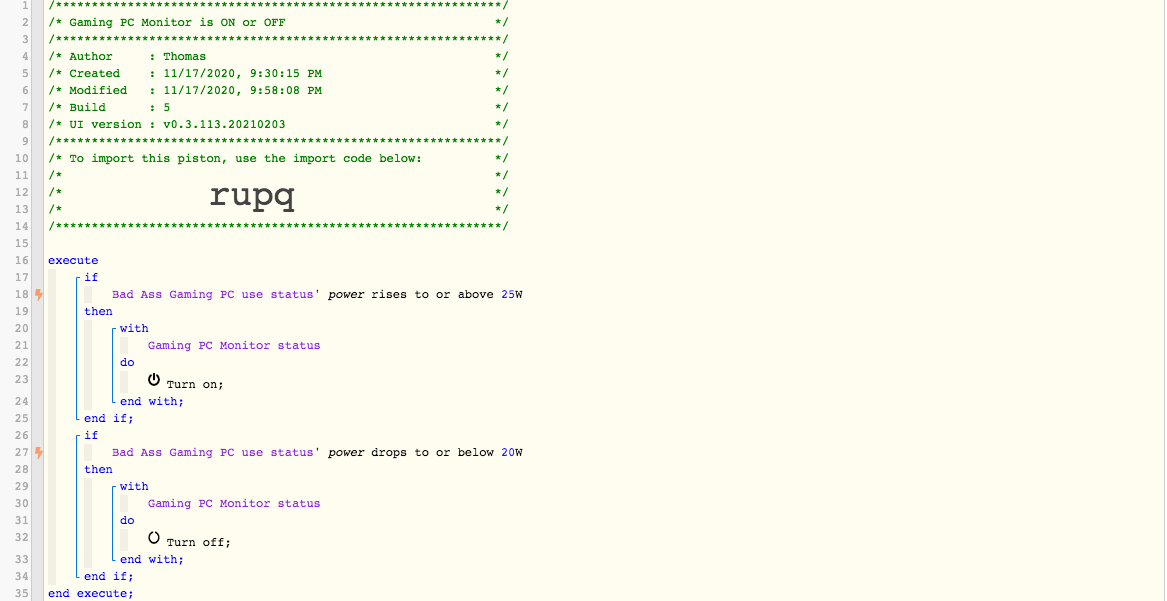 1 /**************************************************************/
2 /* Gaming PC Monitor is ON or OFF */
3 /**************************************************************/
4 /* Author : Thomas */
5 /* Created : 11/17/2020, 9:30:15 PM */
6 /* Modified : 11/17/2020, 9:58:08 PM */
7 /* Build : 5 */
8 /* UI version : v0.3.113.20210203 */
9 /**************************************************************/
10 /* To import this piston, use the import code below: */
11 /* */
12 /* rupq */
13 /* */
14 /**************************************************************/
15
16 execute
17 if
18 Bad Ass Gaming PC use status' power rises to or above 25W
19 then
20 with
21 Gaming PC Monitor status
22 do
23 Turn on;
24 end with;
25 end if;
26 if
27 Bad Ass Gaming PC use status' power drops to or below 20W
28 then
29 with
30 Gaming PC Monitor status
31 do
32 Turn off;
33 end with;
34 end if;
35 end execute;